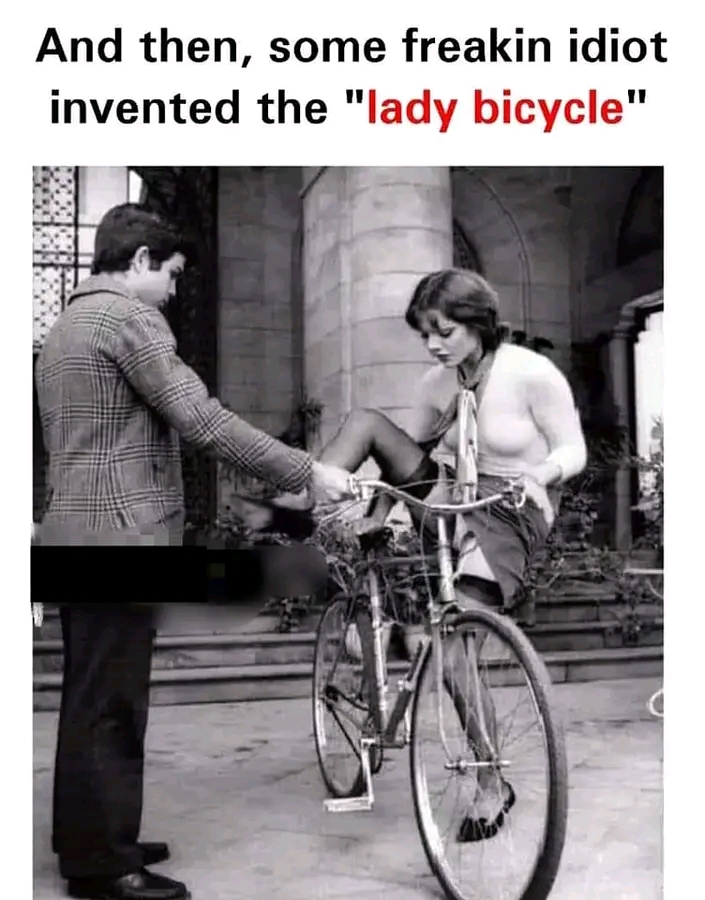 And then, some freakin idiot
invented the "lady bicycle"